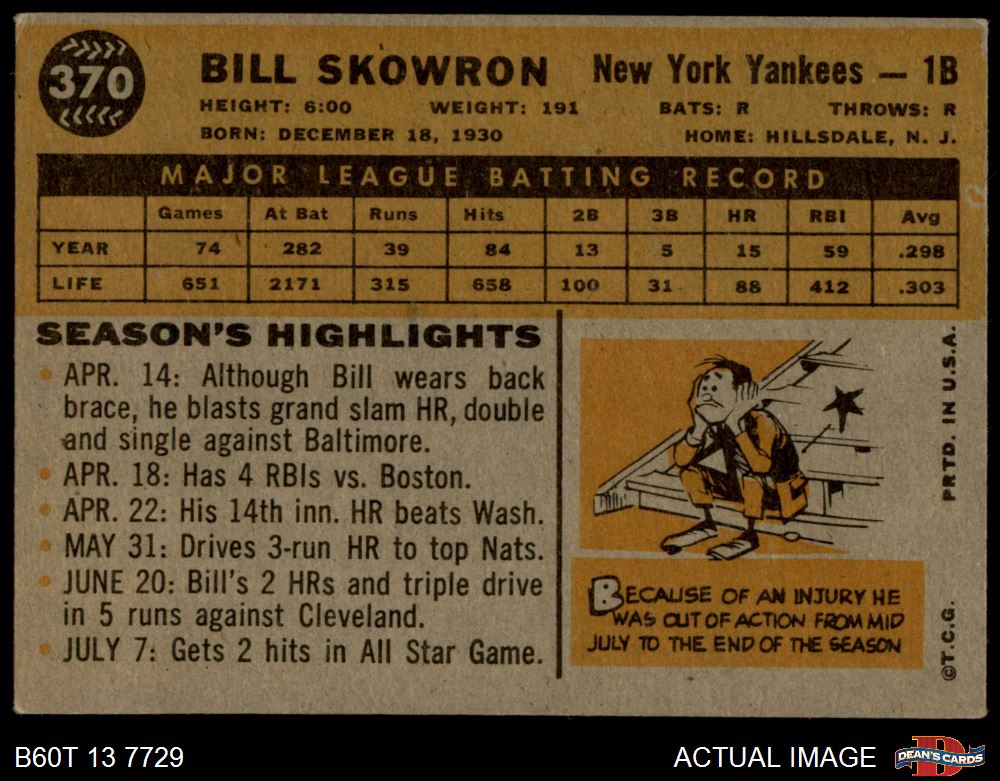 370
BILL SKOWRON New York Yankees — 1B
HEIGHT: 6:00 WEIGHT: 191 BATS: R THROWS: R
BORN: DECEMBER 18, 1930 HOME: HILLSDALE, N. J.
MAJOR LEAGUE BATTING RECORD
Games At Bat Runs Hits 2B 3B HR RBI Avg
YEAR 74 282 39 84 13 5 15 59 .298
LIFE 651 2171 315 658 100 31 88 412 .303
SEASON'S HIGHLIGHTS
• APR. 14: Although Bill wears back
brace, he blasts grand slam HR, double
and single against Baltimore.
• APR. 18: Has 4 RBIs vs. Boston.
• APR. 22: His 14th inn. HR beats Wash.
• MAY 31: Drives 3-run HR to top Nats.
• JUNE 20: Bill's 2 HRs and triple drive
in 5 runs against Cleveland.
• JULY 7: Gets 2 hits in All Star Game.
BECAUSE OF AN INJURY HE
WAS OUT OF ACTION FROM MID
JULY TO THE END OF THE SEASON
PRTD. IN U.S.A.
©T.C.G.
B60T 13 7729
ACTUAL IMAGE
D
DEAN'S CARDS